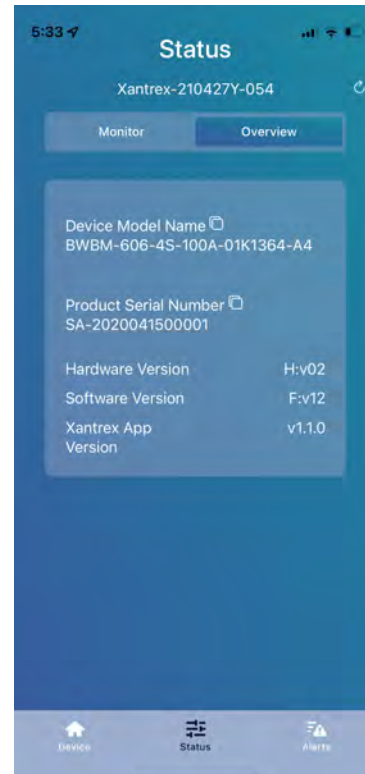 5:33
Status
Xantrex-210427Y-054
Monitor Overview
Device Model Name
BWBM-606-4S-100A-01K1364-A4
Product Serial Number
SA-2020041500001
Hardware Version H:v02
Software Version F:v12
Xantrex App v1.1.0
Version
Device Status Alerts